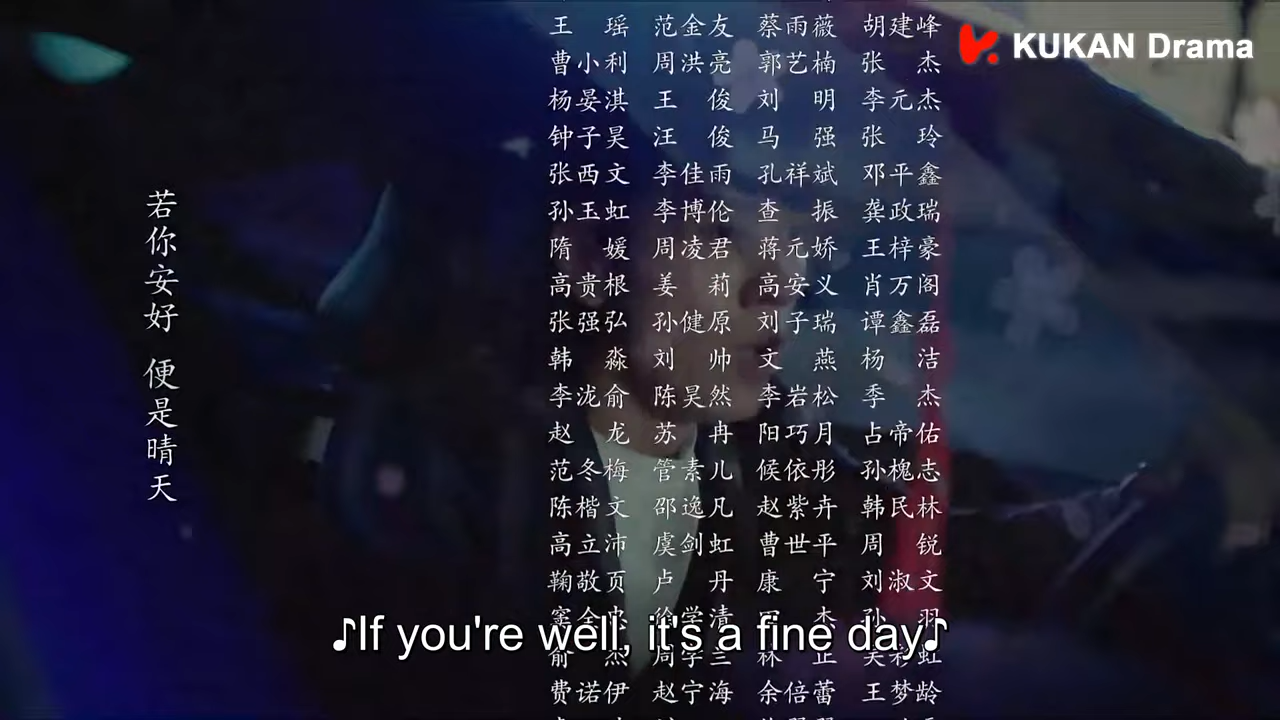 KUKAN Drama
若你安好 便是晴天
王 瑶 范金友 蔡雨薇 胡建峰
曹小利 周洪亮 郭艺楠 张 杰
杨晏淇 王 俊 刘 明 李元杰
钟子昊 汪 俊 马 强 张 玲
张西文 李佳雨 孔祥斌 邓平鑫
孙玉虹 李博伦 查 振 龚政瑞
隋 媛 周凌君 蒋元娇 王梓豪
高贵根 姜 莉 高安义 肖万阁
张强弘 孙健原 刘子瑞 谭鑫磊
韩 淼 刘 帅 文 燕 杨 洁
李泷俞 陈昊然 李岩松 季 杰
赵 龙 苏 冉 阳巧月 占帝佑
范冬梅 管素儿 候依彤 孙槐志
陈楷文 邵逸凡 赵紫卉 韩民林
高立沛 虞剑虹 曹世平 周 锐
鞠敬页 卢 丹 康 宁 刘淑文
徐学清 杰 孙 羽
俞 杰
费诺伊 赵宁海 余倍蕾 王梦龄
♪If you're well, it's a fine day♪